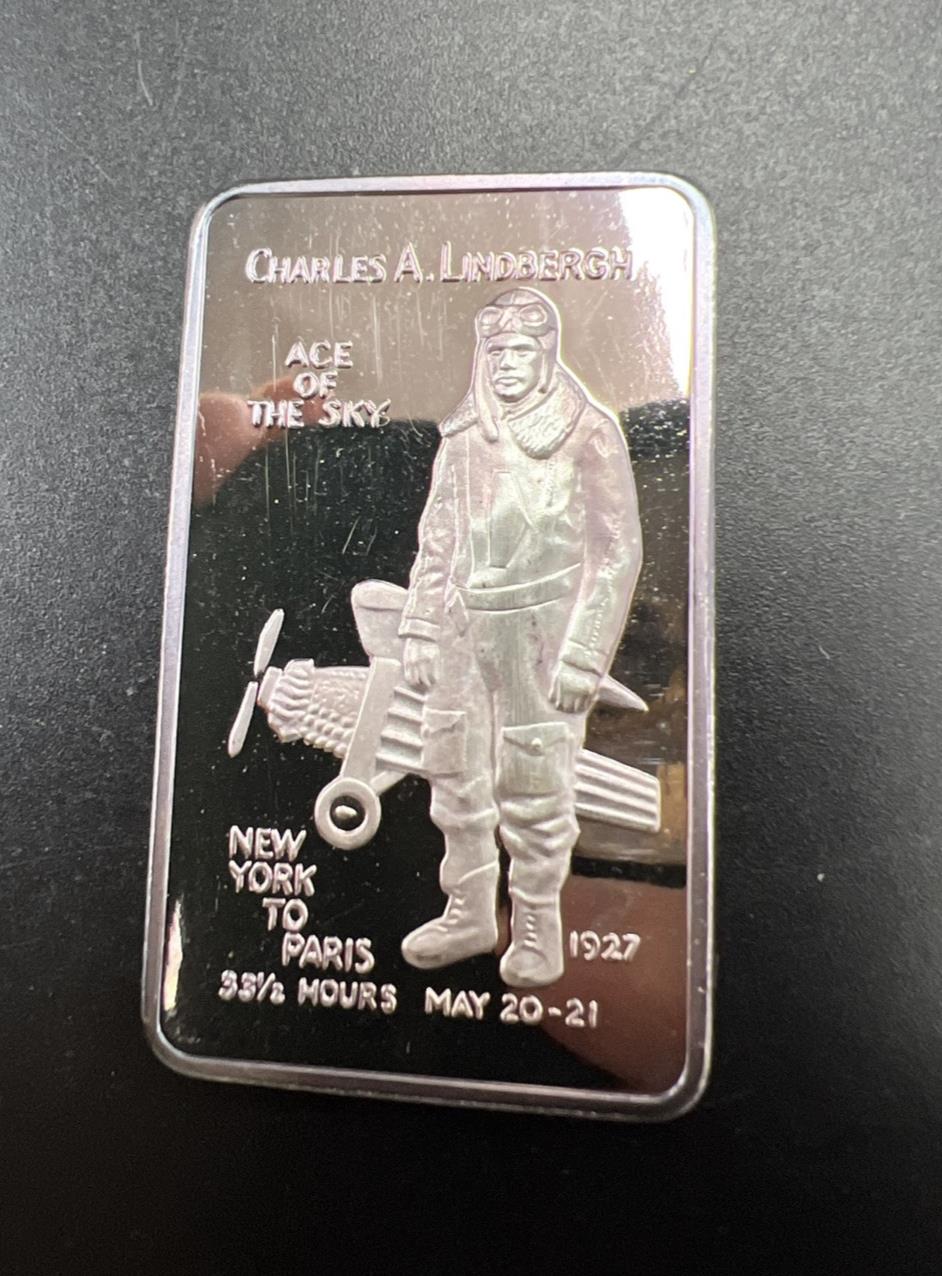 CHARLES A. LINDBERGH
ACE
OF
THE SKY
NEW
YORK
TO
PARIS
1927
33½ HOURS MAY 20-21